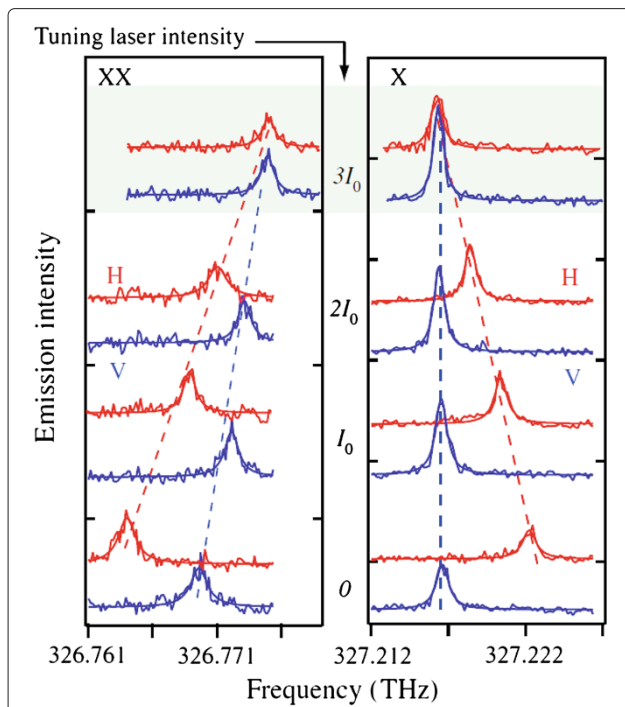 Tuning laser intensity
XX
X
3I0
H
H
2I0
V
V
I0
0
Emission intensity
326.761
326.771
327.212
327.222
Frequency (THz)